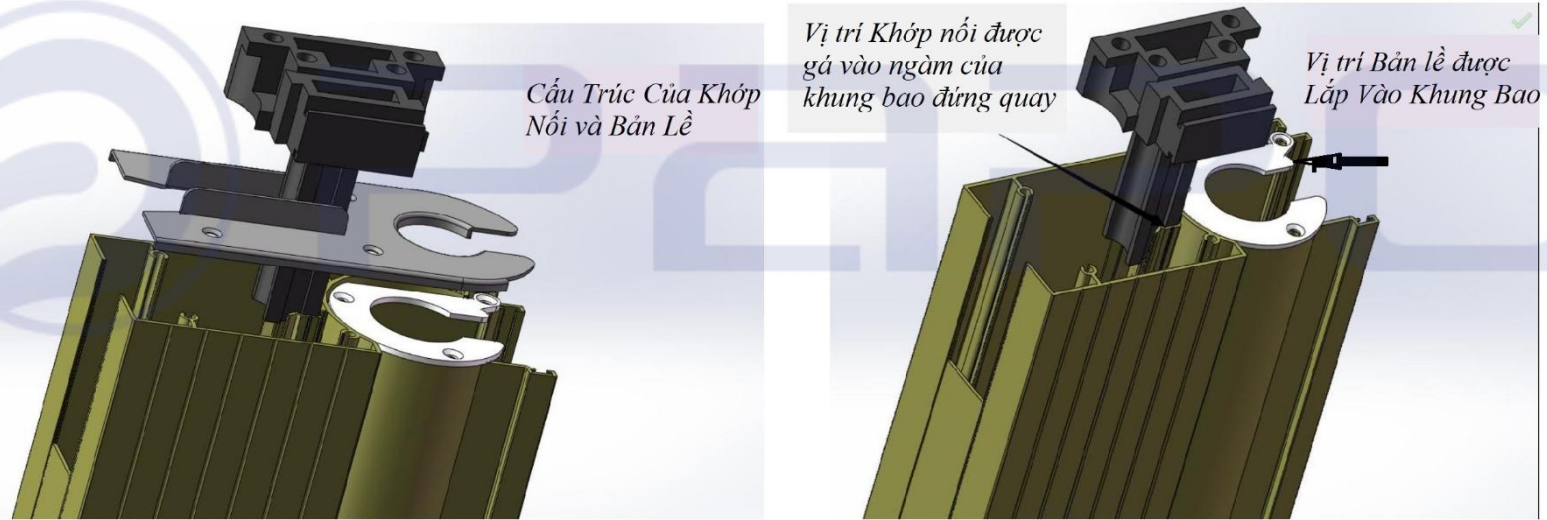 Cấu Trúc Của Khớp
Nối và Bản Lề
Vị trí Khớp nối được
gá vào ngàm của
khung bao đứng quay
Vị trí Bản lề được
Lắp Vào Khung Bao